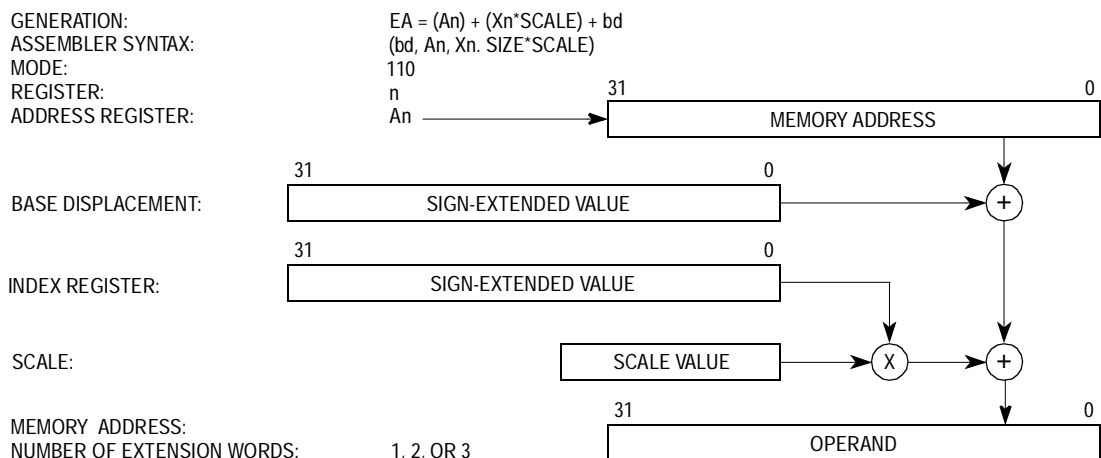 GENERATION: EA = (An) + (Xn*SCALE) + bd
ASSEMBLER SYNTAX: (bd, An, Xn. SIZE*SCALE)
MODE: 110
REGISTER: n
31 0
ADDRESS REGISTER: An MEMORY ADDRESS
31 0
BASE DISPLACEMENT: SIGN-EXTENDED VALUE +
31 0
INDEX REGISTER: SIGN-EXTENDED VALUE
SCALE: SCALE VALUE X +
31 0
MEMORY ADDRESS:
NUMBER OF EXTENSION WORDS: 1, 2, OR 3 OPERAND